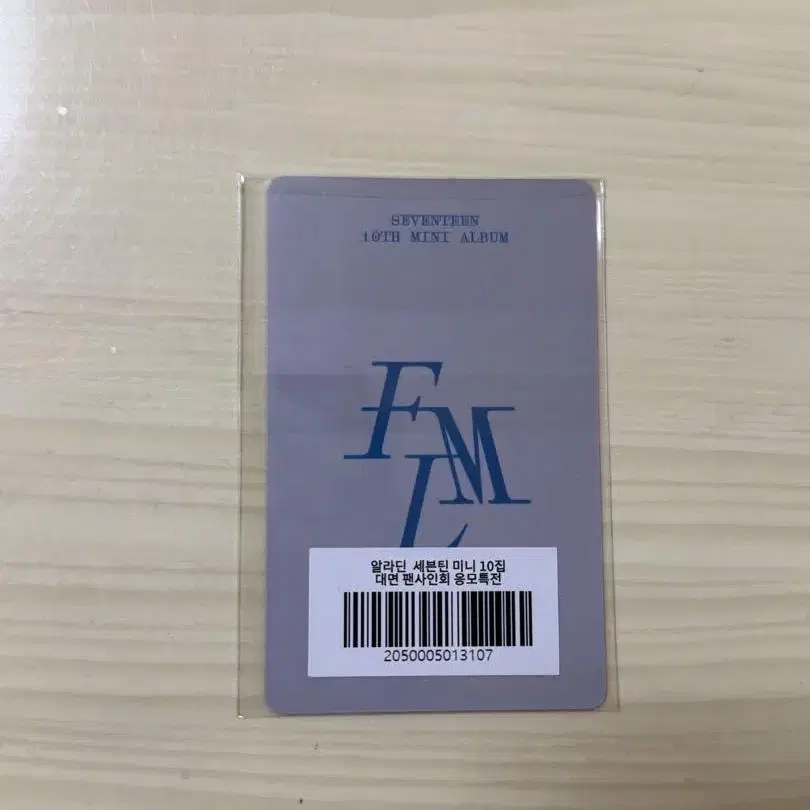 SEVENTEEN
10TH MINI ALBUM
FML
알라딘 세븐틴 미니 10집
대면 팬사인회 응모특전
2050005013107